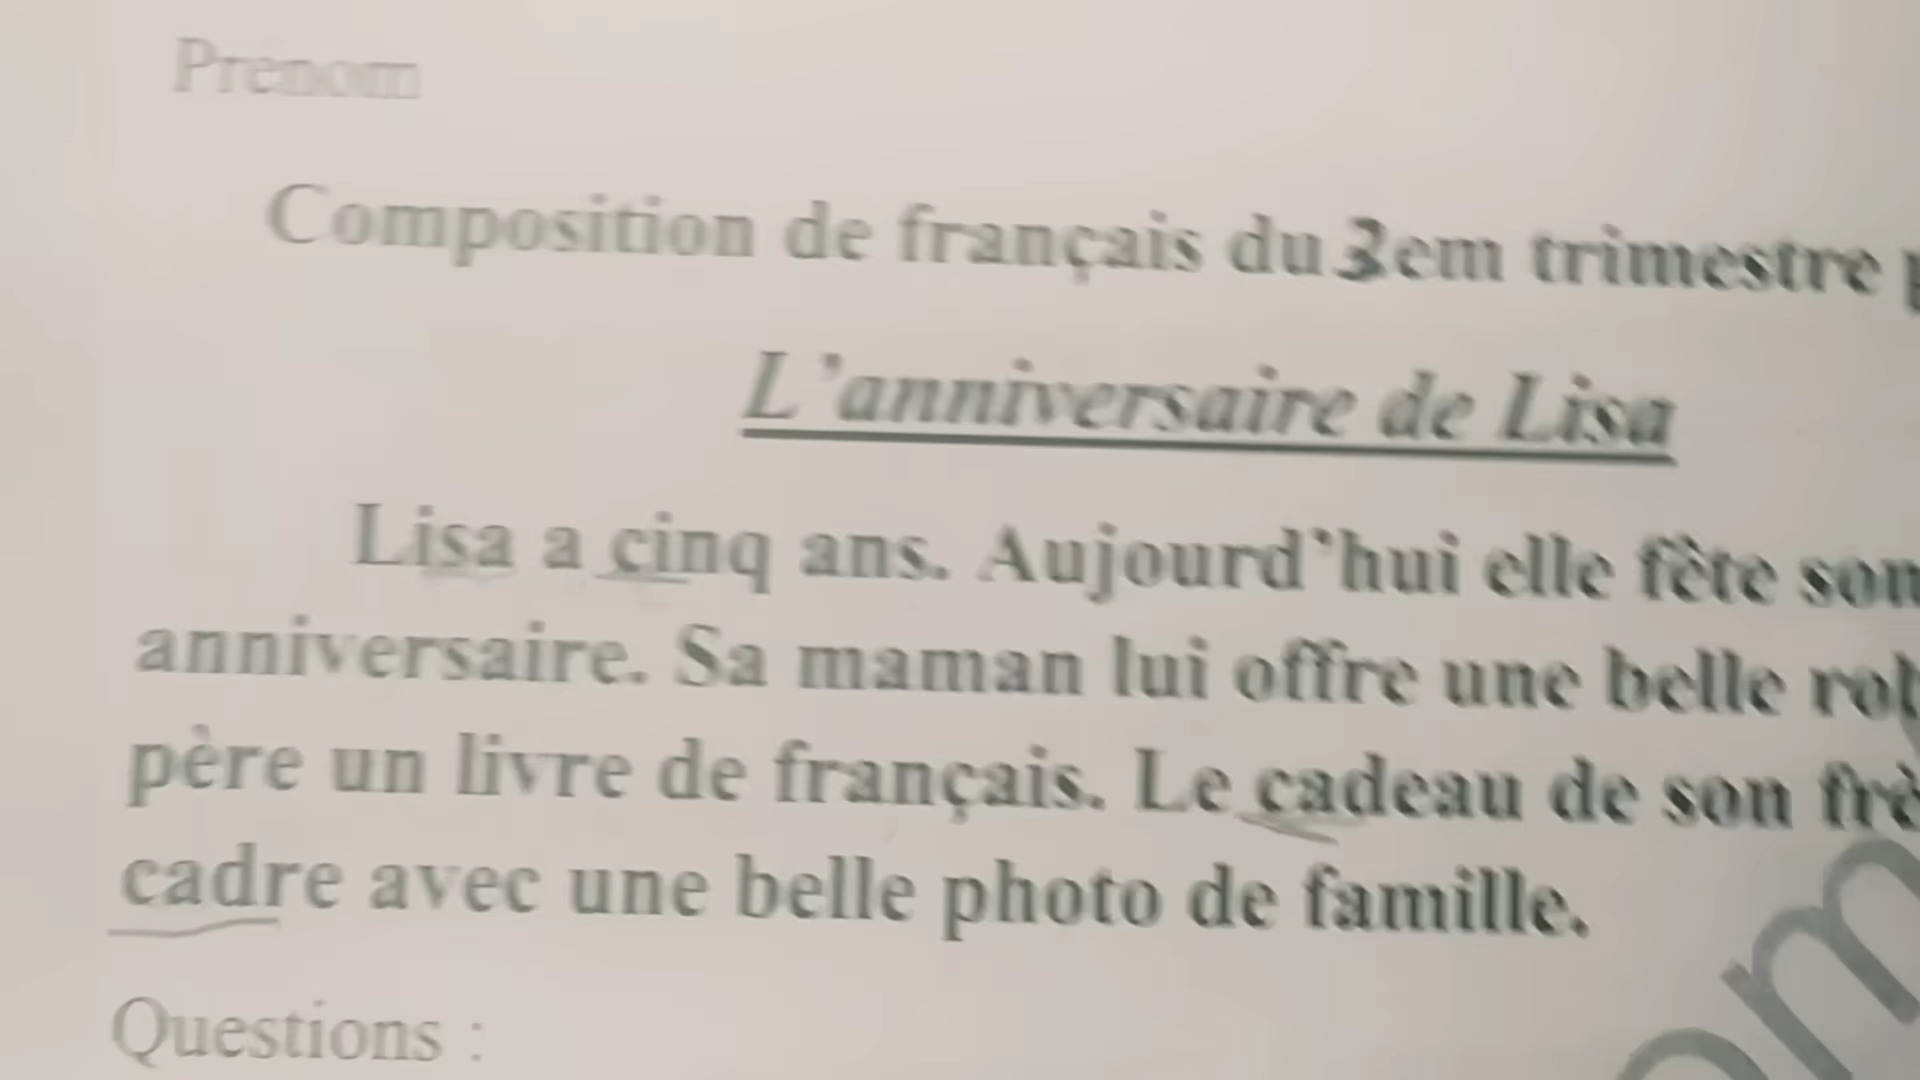 Prénom
Composition de français du 3em trimestre
L'anniversaire de Lisa
Lisa a cinq ans. Aujourd'hui elle fête son
anniversaire. Sa maman lui offre une belle
père un livre de français. Le cadeau de son
cadre avec une belle photo de famille.
Questions :